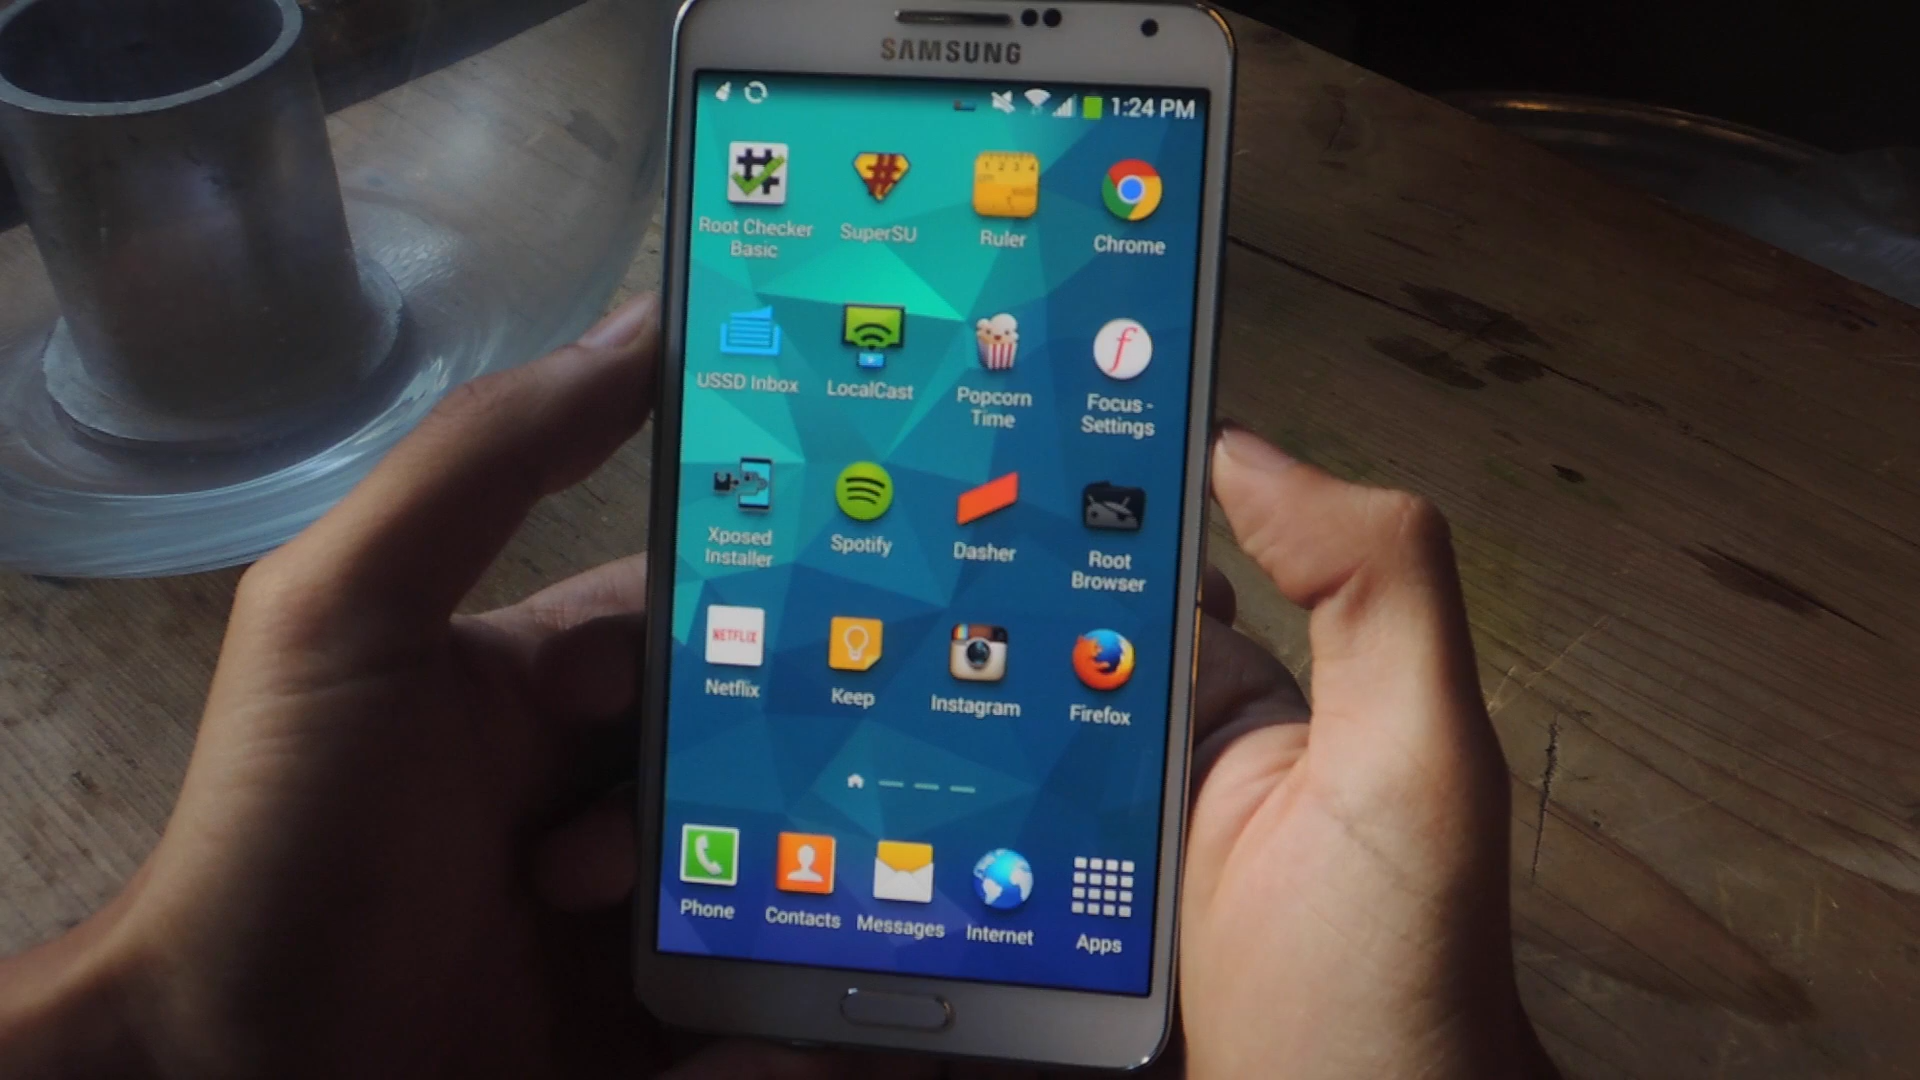 SAMSUNG
1:24 PM
Root Checker
Basic
SuperSU
Ruler
Chrome
USSD Inbox
LocalCast
Popcorn
Time
Focus -
Settings
Xposed
Installer
Spotify
Dasher
Root
Browser
NETFLIX
Netflix
Keep
Instagram
Firefox
Phone
Contacts
Messages
Internet
Apps